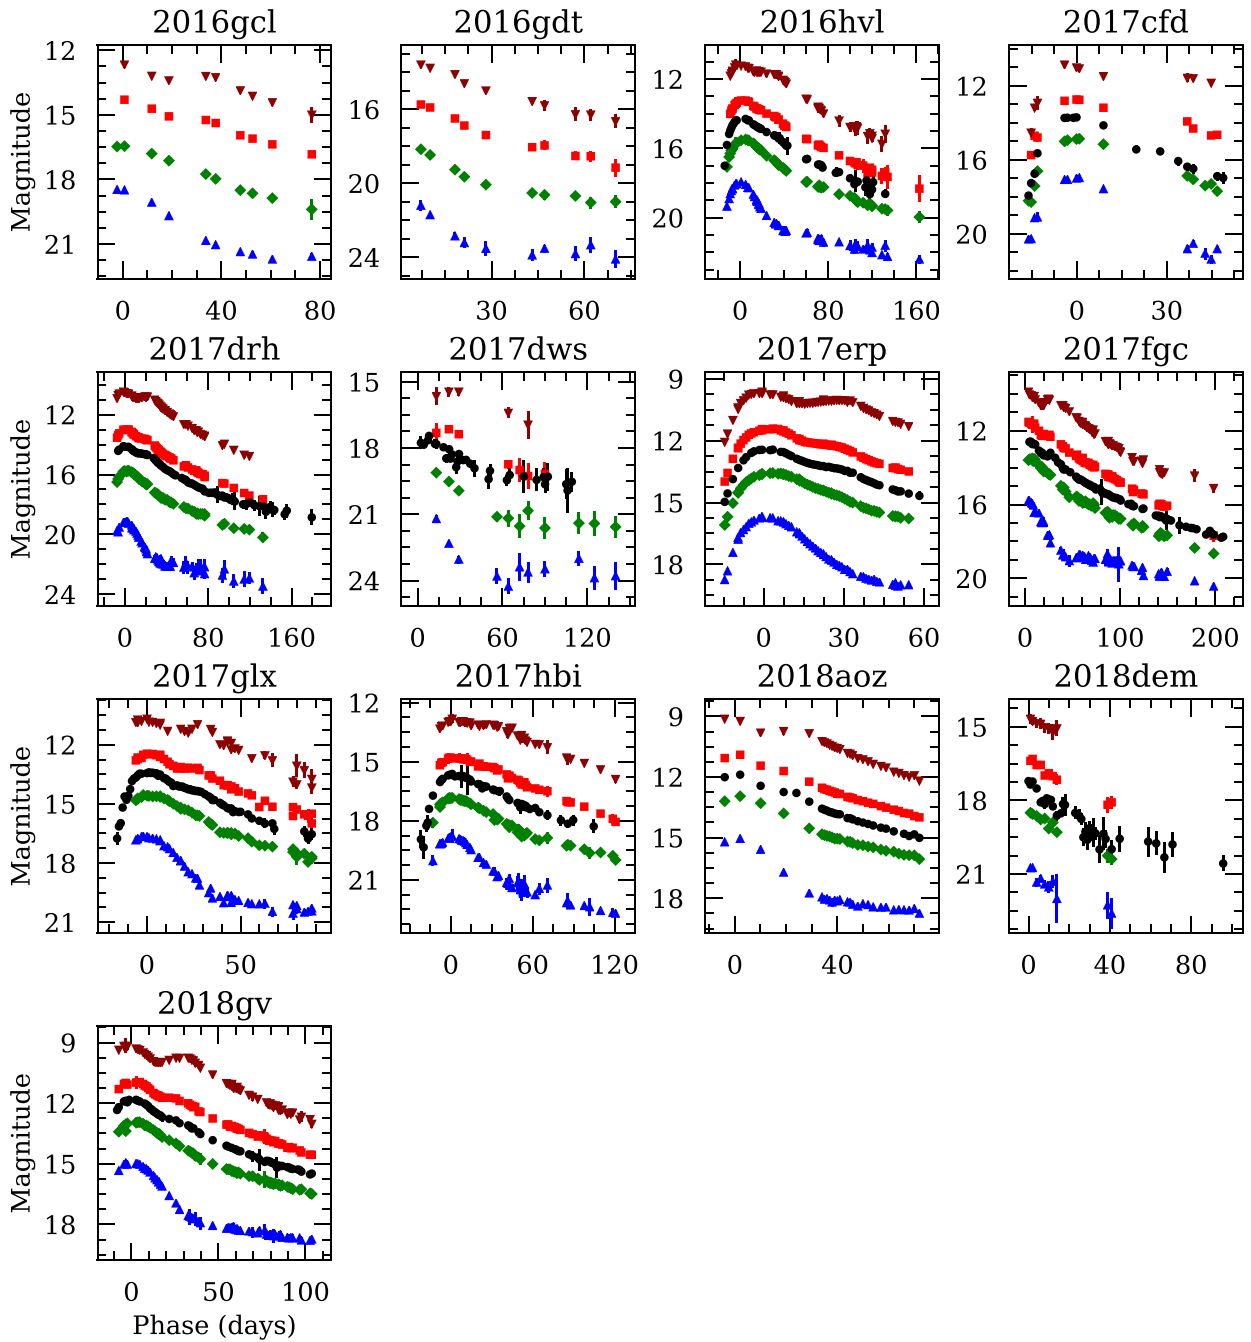 2016gcl 2016gdt 2016hvl 2017cfd
12 15 18 21 Magnitude 16 20 24 12 16 20 12 16 20
0 40 80 30 60 0 80 160 0 30
2017drh 2017dws 2017erp 2017fgc
12 16 20 24 Magnitude 15 18 21 24 9 12 15 18 12 16 20
0 80 160 0 40 80 120 0 30 60 0 100 200
2017glx 2017hbi 2018aoz 2018dem
12 15 18 21 Magnitude 12 15 18 21 9 12 15 18 15 18 21
0 50 0 60 120 0 40 0 40 80
2018gv
9 12 15 18 Magnitude
0 50 100
Phase (days)